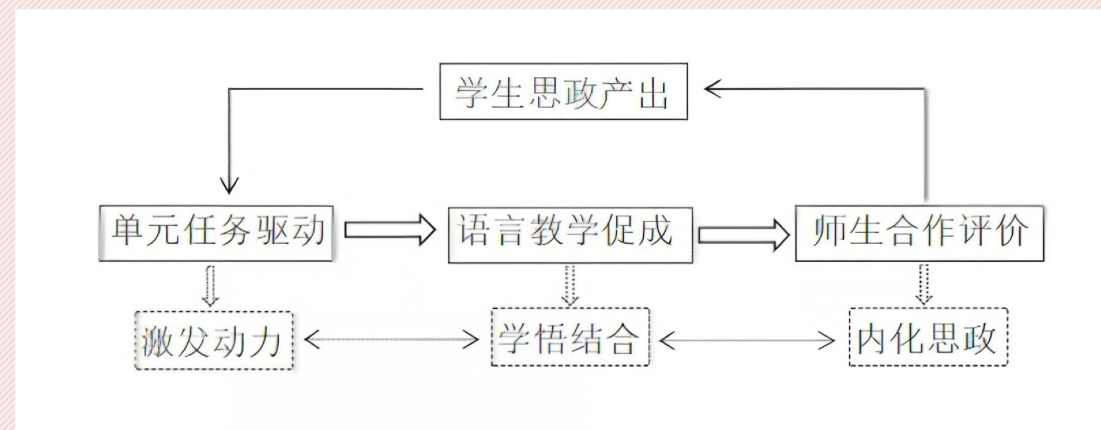 学生思政产出
单元任务驱动
语言教学促成
师生合作评价
激发动力
学悟结合
内化思政